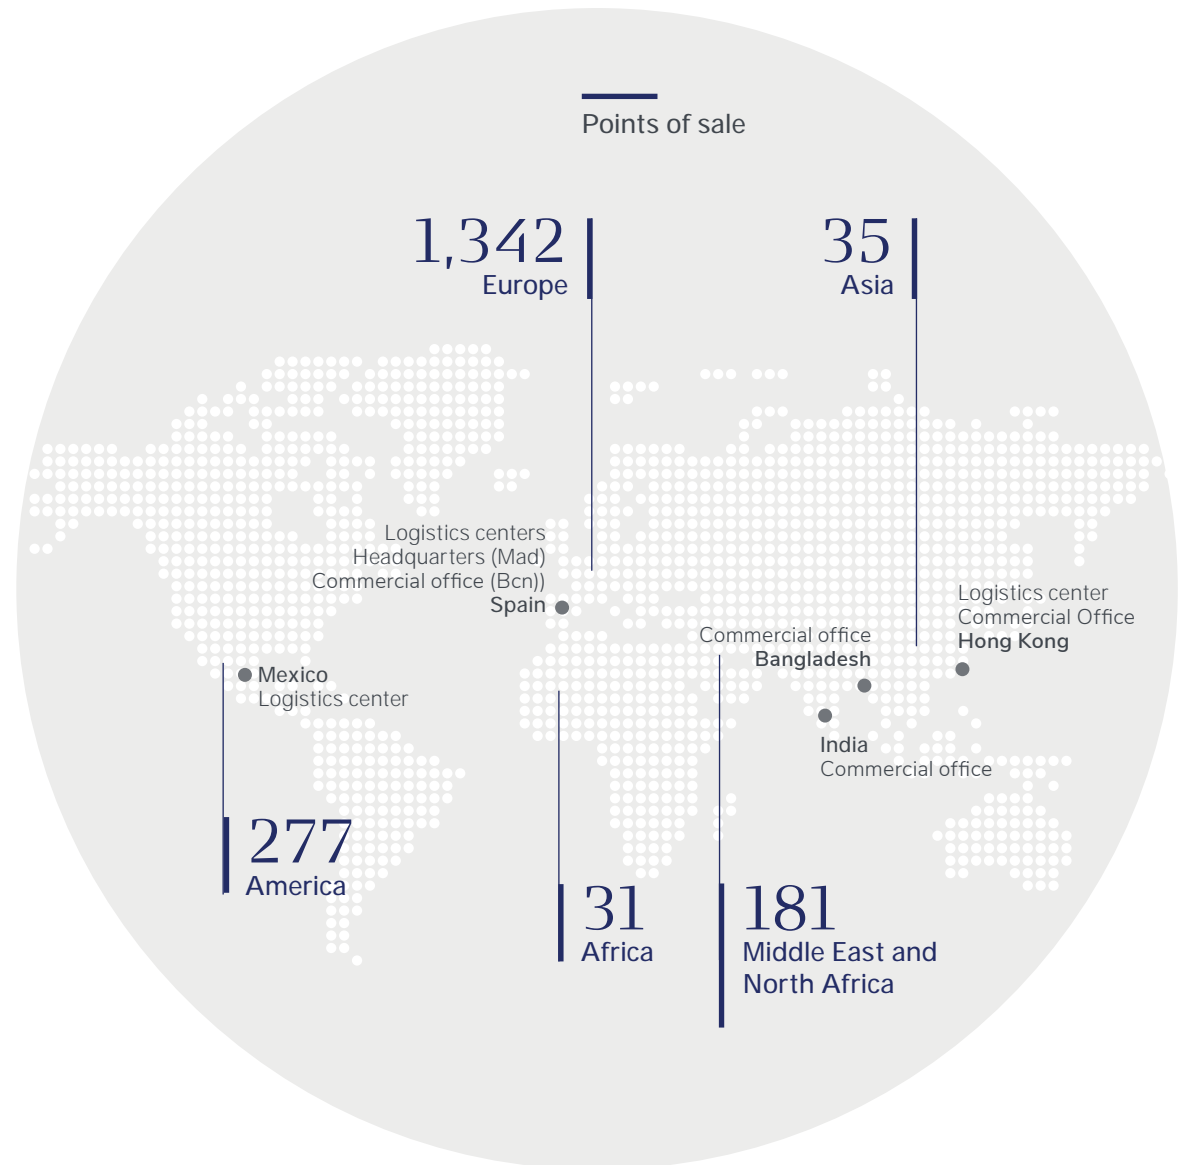 Points of sale
1,342
Europe
35
Asia
Logistics centers
Headquarters (Mad)
Commercial office (Bcn))
Spain
Logistics center
Commercial Office
Hong Kong
Commercial office
Bangladesh
Mexico
Logistics center
India
Commercial office
277
America
31
Africa
181
Middle East and
North Africa